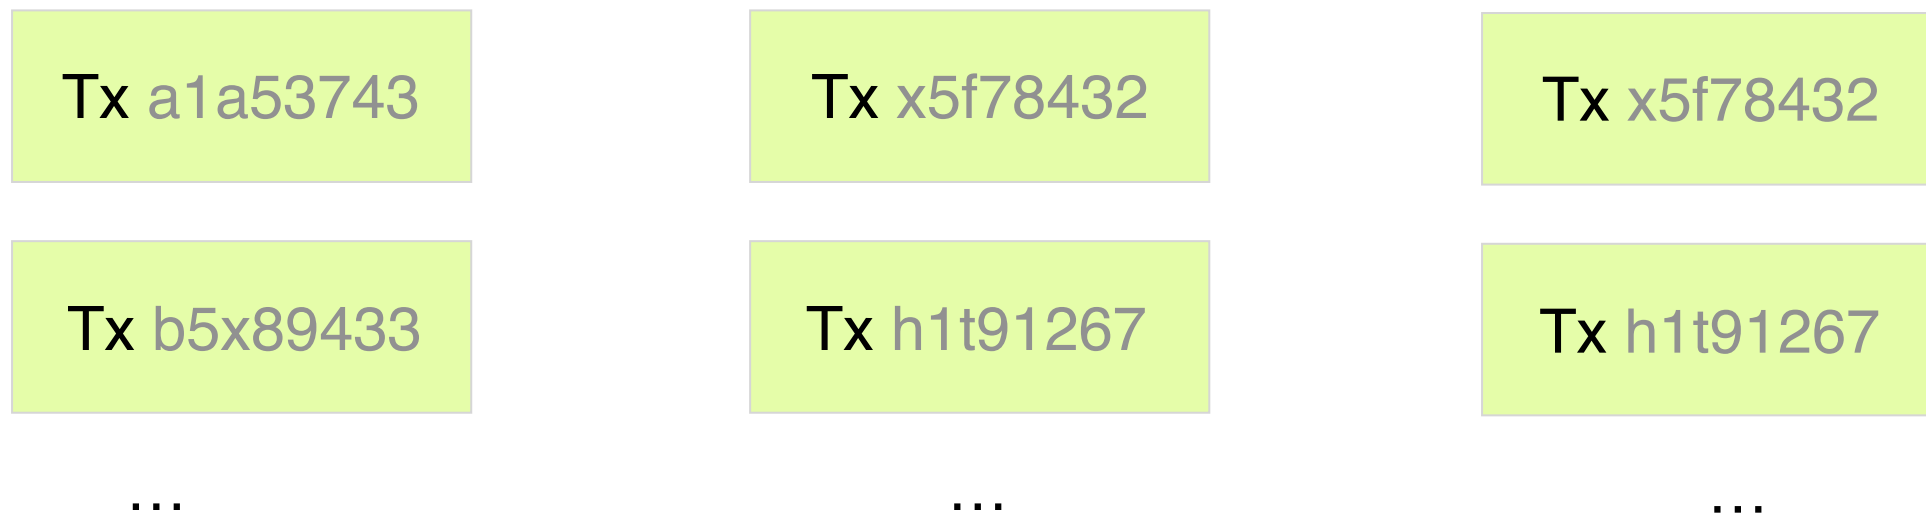 Tx a1a53743
Tx x5f78432
Tx x5f78432
Tx b5x89433
Tx h1t91267
Tx h1t91267
...
...
...